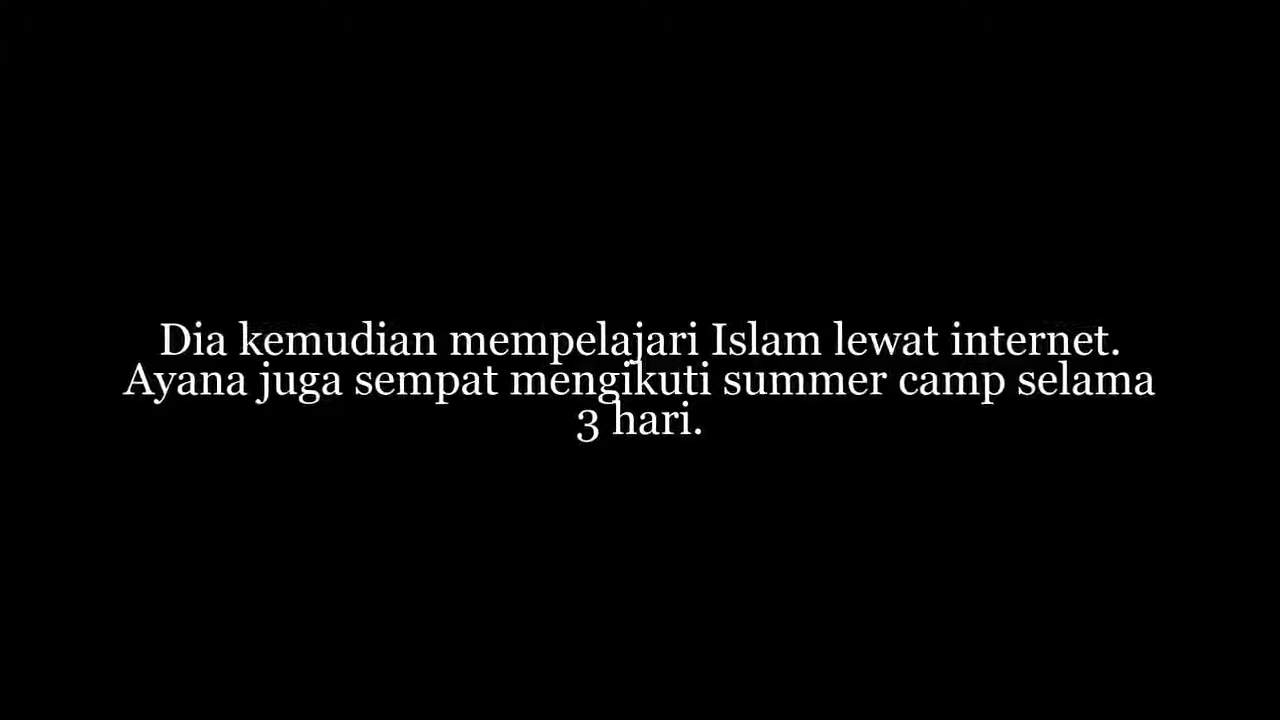 Dia kemudian mempelajari Islam lewat internet.
Ayana juga sempat mengikuti summer camp selama
3 hari.